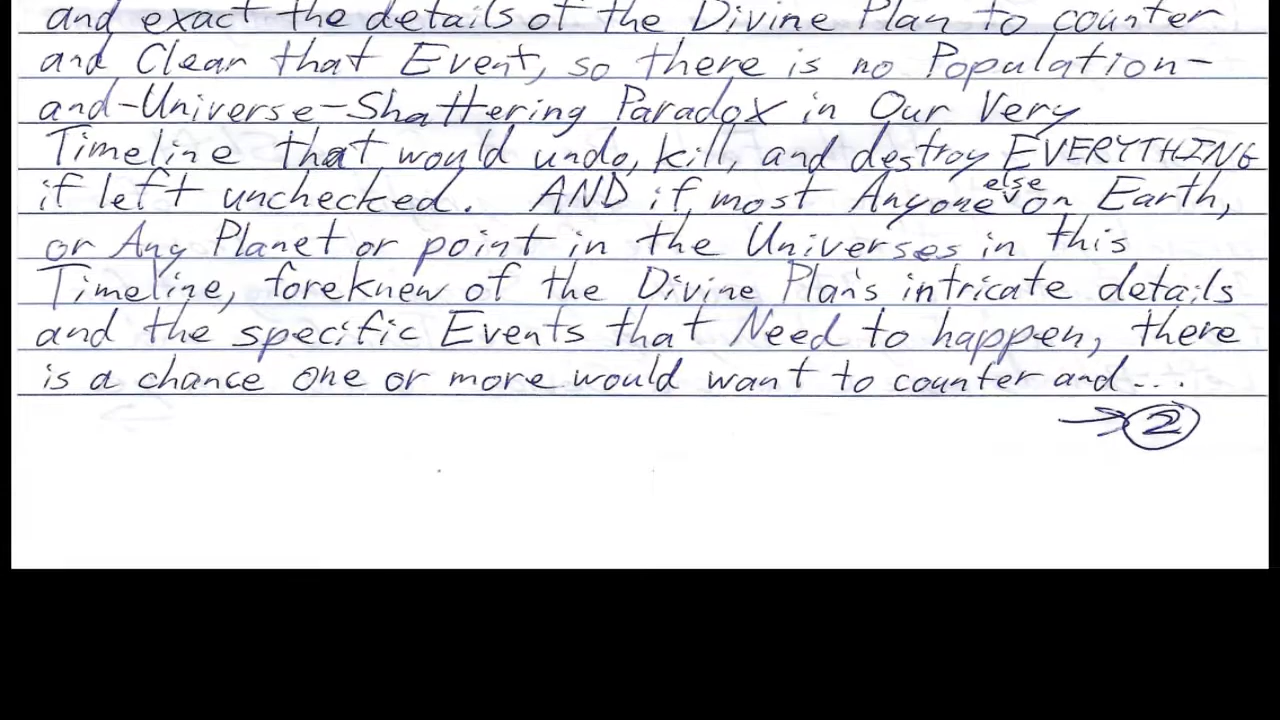 and exact the details of the Divine Plan to counter
and Clear that Event, so there is no Population-
and-Universe-Shattering Paradox in Our Very
Timeline that would undo, kill, and destroy EVERYTHING
if left unchecked. AND if most Anyone else on Earth,
or Any Planet or point in the Universes in this
Timeline, foreknew of the Divine Plan's intricate details
and the specific Events that Need to happen, there
is a chance one or more would want to counter and...
→ 2